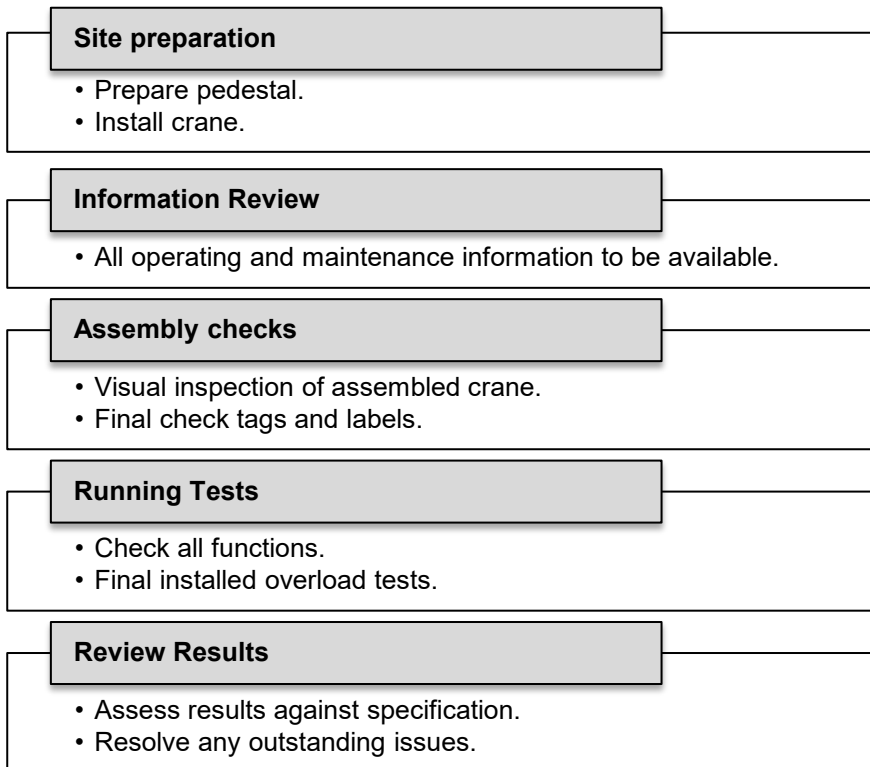 Site preparation
• Prepare pedestal.
• Install crane.
Information Review
• All operating and maintenance information to be available.
Assembly checks
• Visual inspection of assembled crane.
• Final check tags and labels.
Running Tests
• Check all functions.
• Final installed overload tests.
Review Results
• Assess results against specification.
• Resolve any outstanding issues.